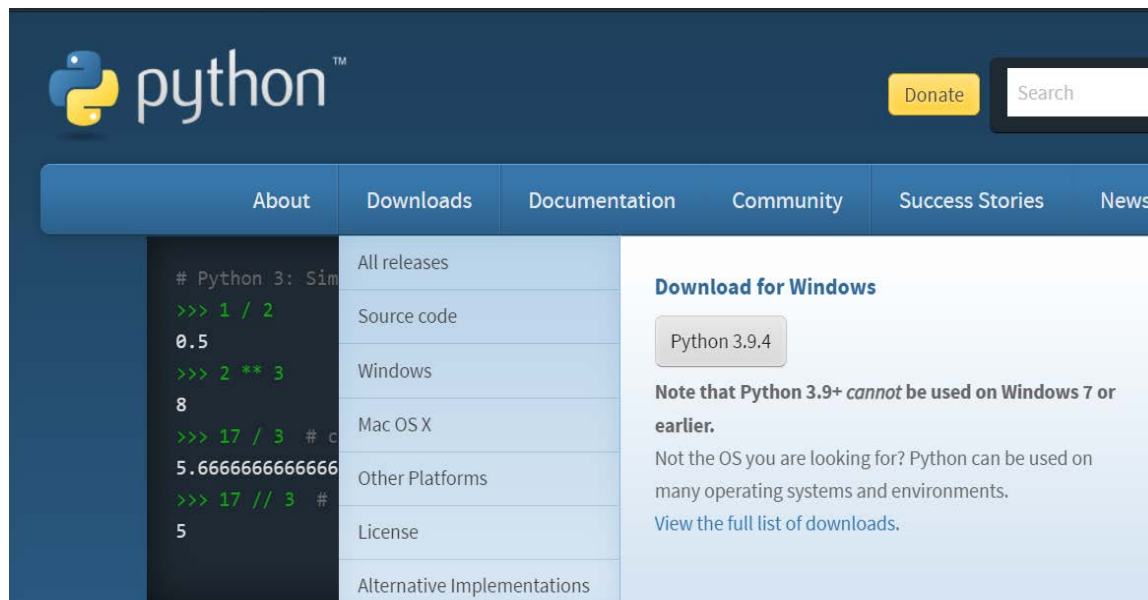 python™
Donate
Search
About
Downloads
Documentation
Community
Success Stories
News
# Python 3: Sim
>>> 1 / 2
0.5
>>> 2 ** 3
8
>>> 17 / 3 # c
5.6666666666666
>>> 17 // 3 #
5
All releases
Source code
Windows
Mac OS X
Other Platforms
License
Alternative Implementations
Download for Windows
Python 3.9.4
Note that Python 3.9+ cannot be used on Windows 7 or
earlier.
Not the OS you are looking for? Python can be used on
many operating systems and environments.
View the full list of downloads.